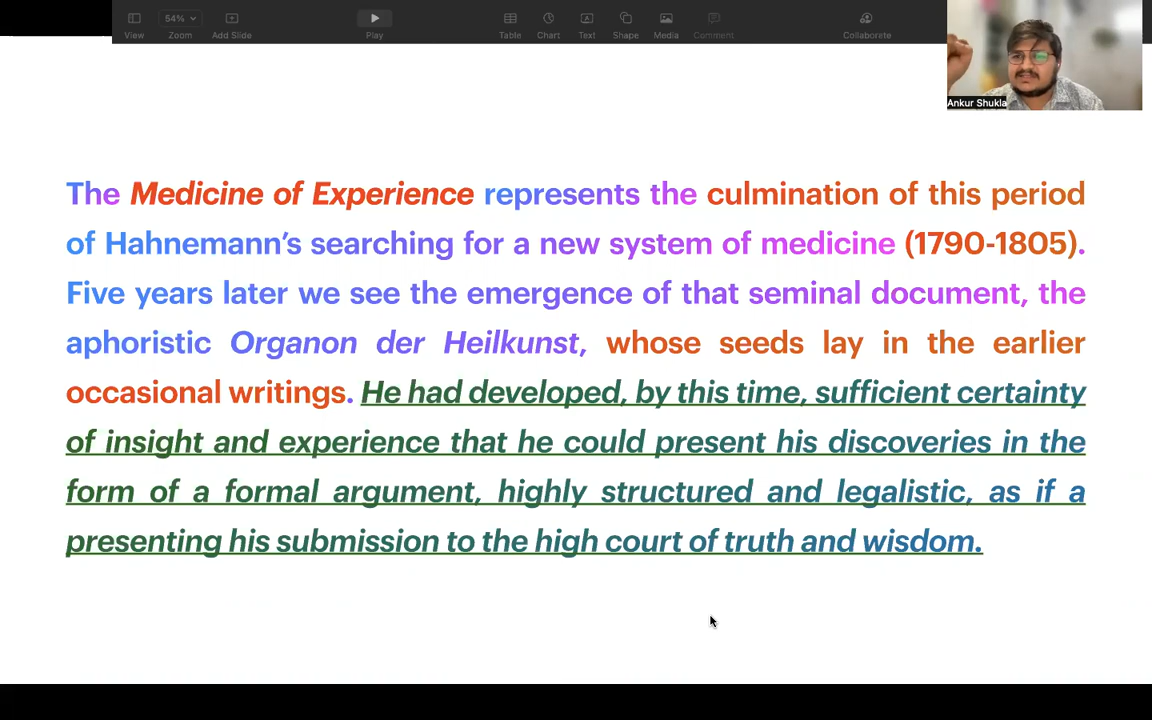 54%
View
Zoom
Add Slide
Play
Table
Chart
Text
Shape
Media
Comment
Collaborate
Ankur Shukla
The Medicine of Experience represents the culmination of this period
of Hahnemann’s searching for a new system of medicine (1790-1805).
Five years later we see the emergence of that seminal document, the
aphoristic Organon der Heilkunst, whose seeds lay in the earlier
occasional writings. He had developed, by this time, sufficient certainty
of insight and experience that he could present his discoveries in the
form of a formal argument, highly structured and legalistic, as if a
presenting his submission to the high court of truth and wisdom.